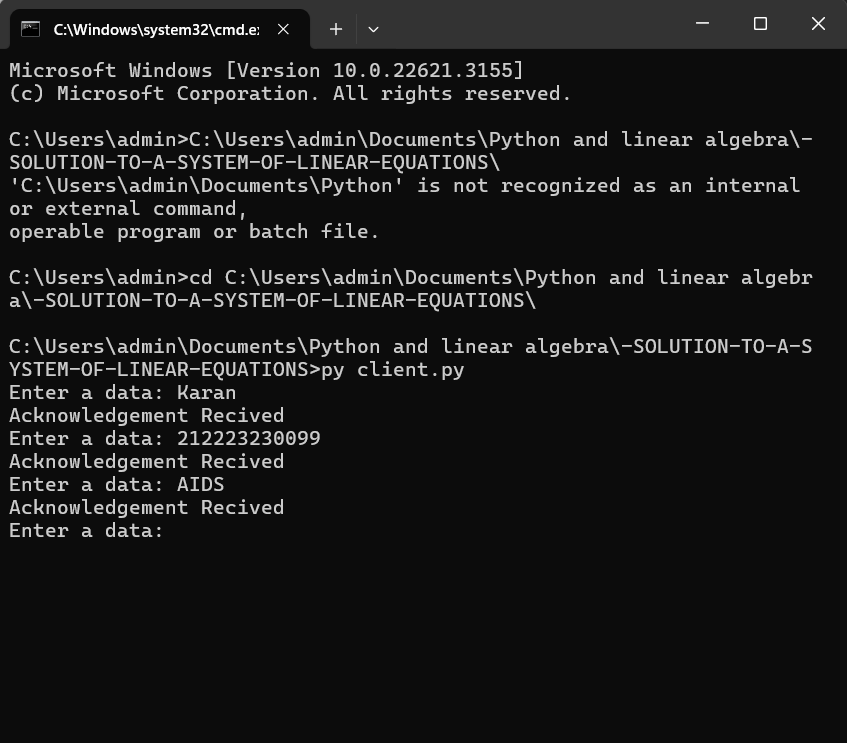 C:\Windows\system32\cmd.e:
Microsoft Windows [Version 10.0.22621.3155]
(c) Microsoft Corporation. All rights reserved.
C:\Users\admin>C:\Users\admin\Documents\Python and linear algebra\-
SOLUTION-TO-A-SYSTEM-OF-LINEAR-EQUATIONS\
'C:\Users\admin\Documents\Python' is not recognized as an internal
or external command,
operable program or batch file.
C:\Users\admin>cd C:\Users\admin\Documents\Python and linear algebr
a\-SOLUTION-TO-A-SYSTEM-OF-LINEAR-EQUATIONS\
C:\Users\admin\Documents\Python and linear algebra\-SOLUTION-TO-A-S
YSTEM-OF-LINEAR-EQUATIONS>py client.py
Enter a data: Karan
Acknowledgement Recived
Enter a data: 212223230099
Acknowledgement Recived
Enter a data: AIDS
Acknowledgement Recived
Enter a data: